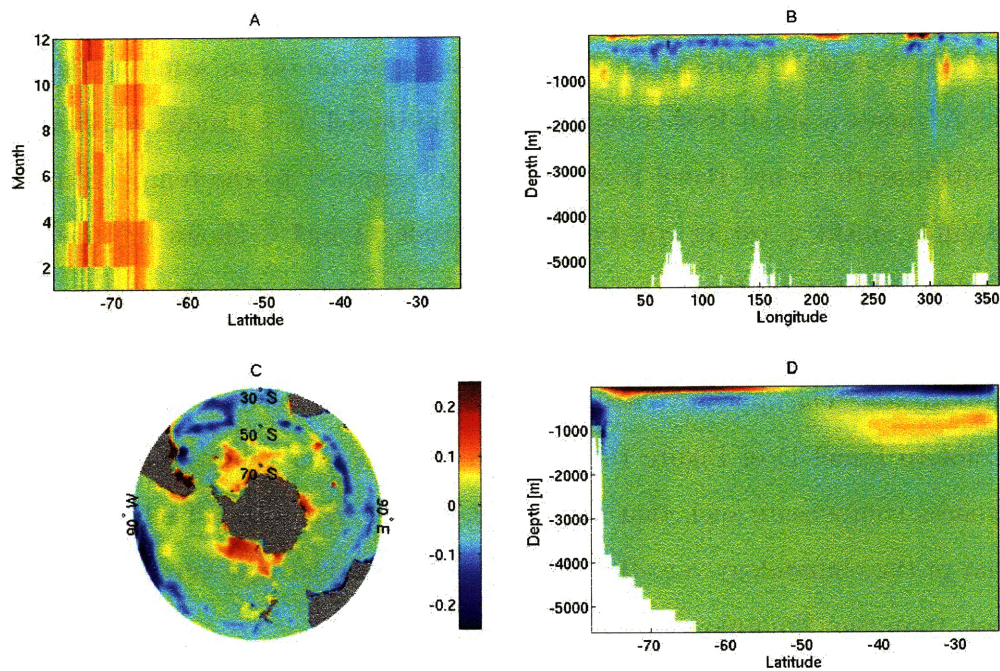 A
12
10
8
6
4
2
Month
-70
-60
-50
-40
-30
Latitude
B
-1000
-2000
-3000
-4000
-5000
Depth [m]
50
100
150
200
250
300
350
Longitude
C
30° S
50° S
70° S
90° W
90° E
0.2
0.1
0
-0.1
-0.2
D
-1000
-2000
-3000
-4000
-5000
Depth [m]
-70
-60
-50
-40
-30
Latitude